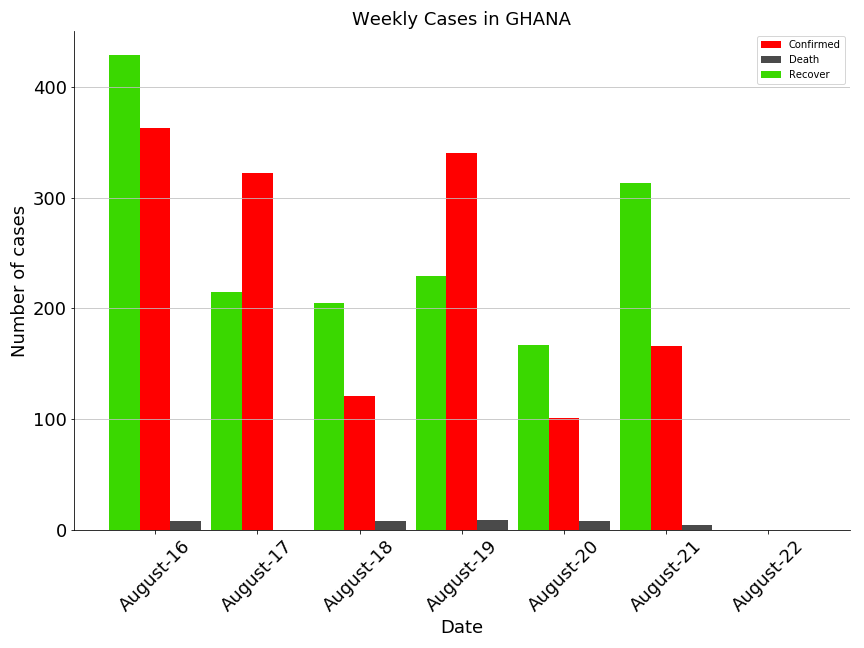 Weekly Cases in GHANA
Confirmed
Death
Recover
Number of cases
400
300
200
100
0
August-16
August-17
August-18
August-19
August-20
August-21
August-22
Date